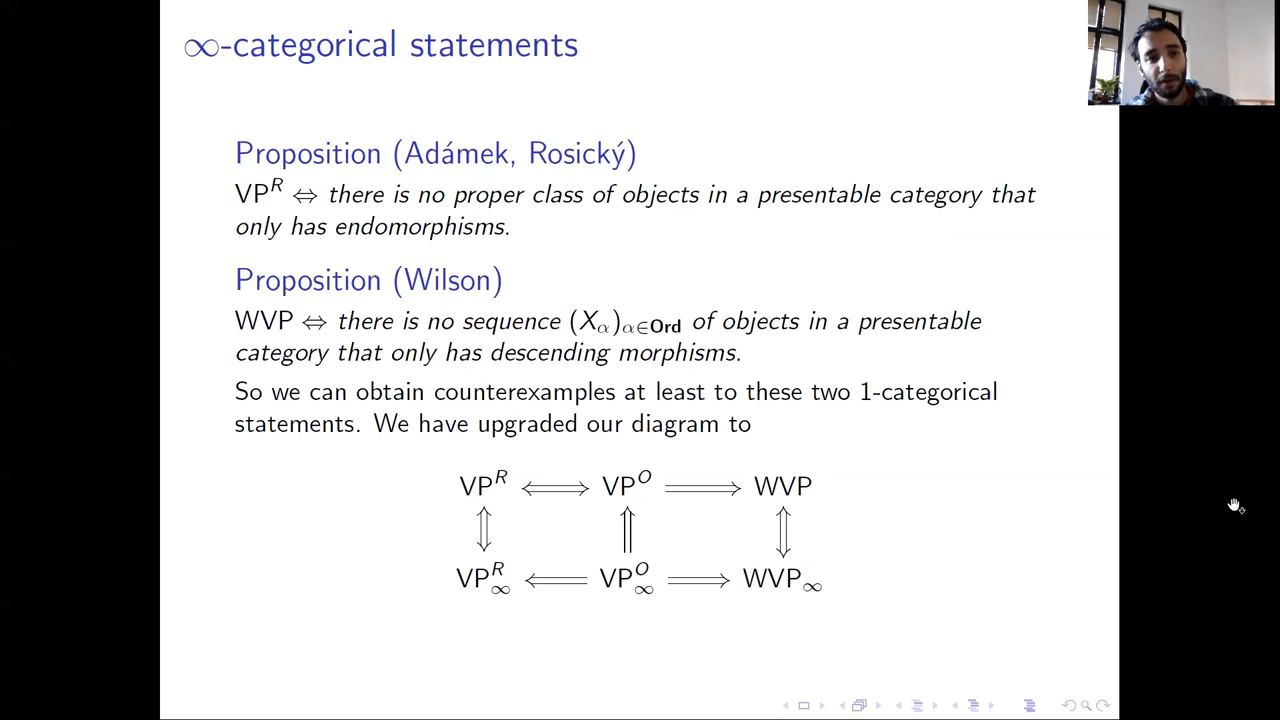 ∞-categorical statements
Proposition (Adámek, Rosický)
VP^R ⇔ there is no proper class of objects in a presentable category that
only has endomorphisms.
Proposition (Wilson)
WVP ⇔ there is no sequence (X_α)_{α∈Ord} of objects in a presentable
category that only has descending morphisms.
So we can obtain counterexamples at least to these two 1-categorical
statements. We have upgraded our diagram to
VP^R ⇐⇒ VP^O ⟹ WVP
⇕ ⇑ ⇕
VP^R_∞ ⟸ VP^O_∞ ⟹ WVP_∞